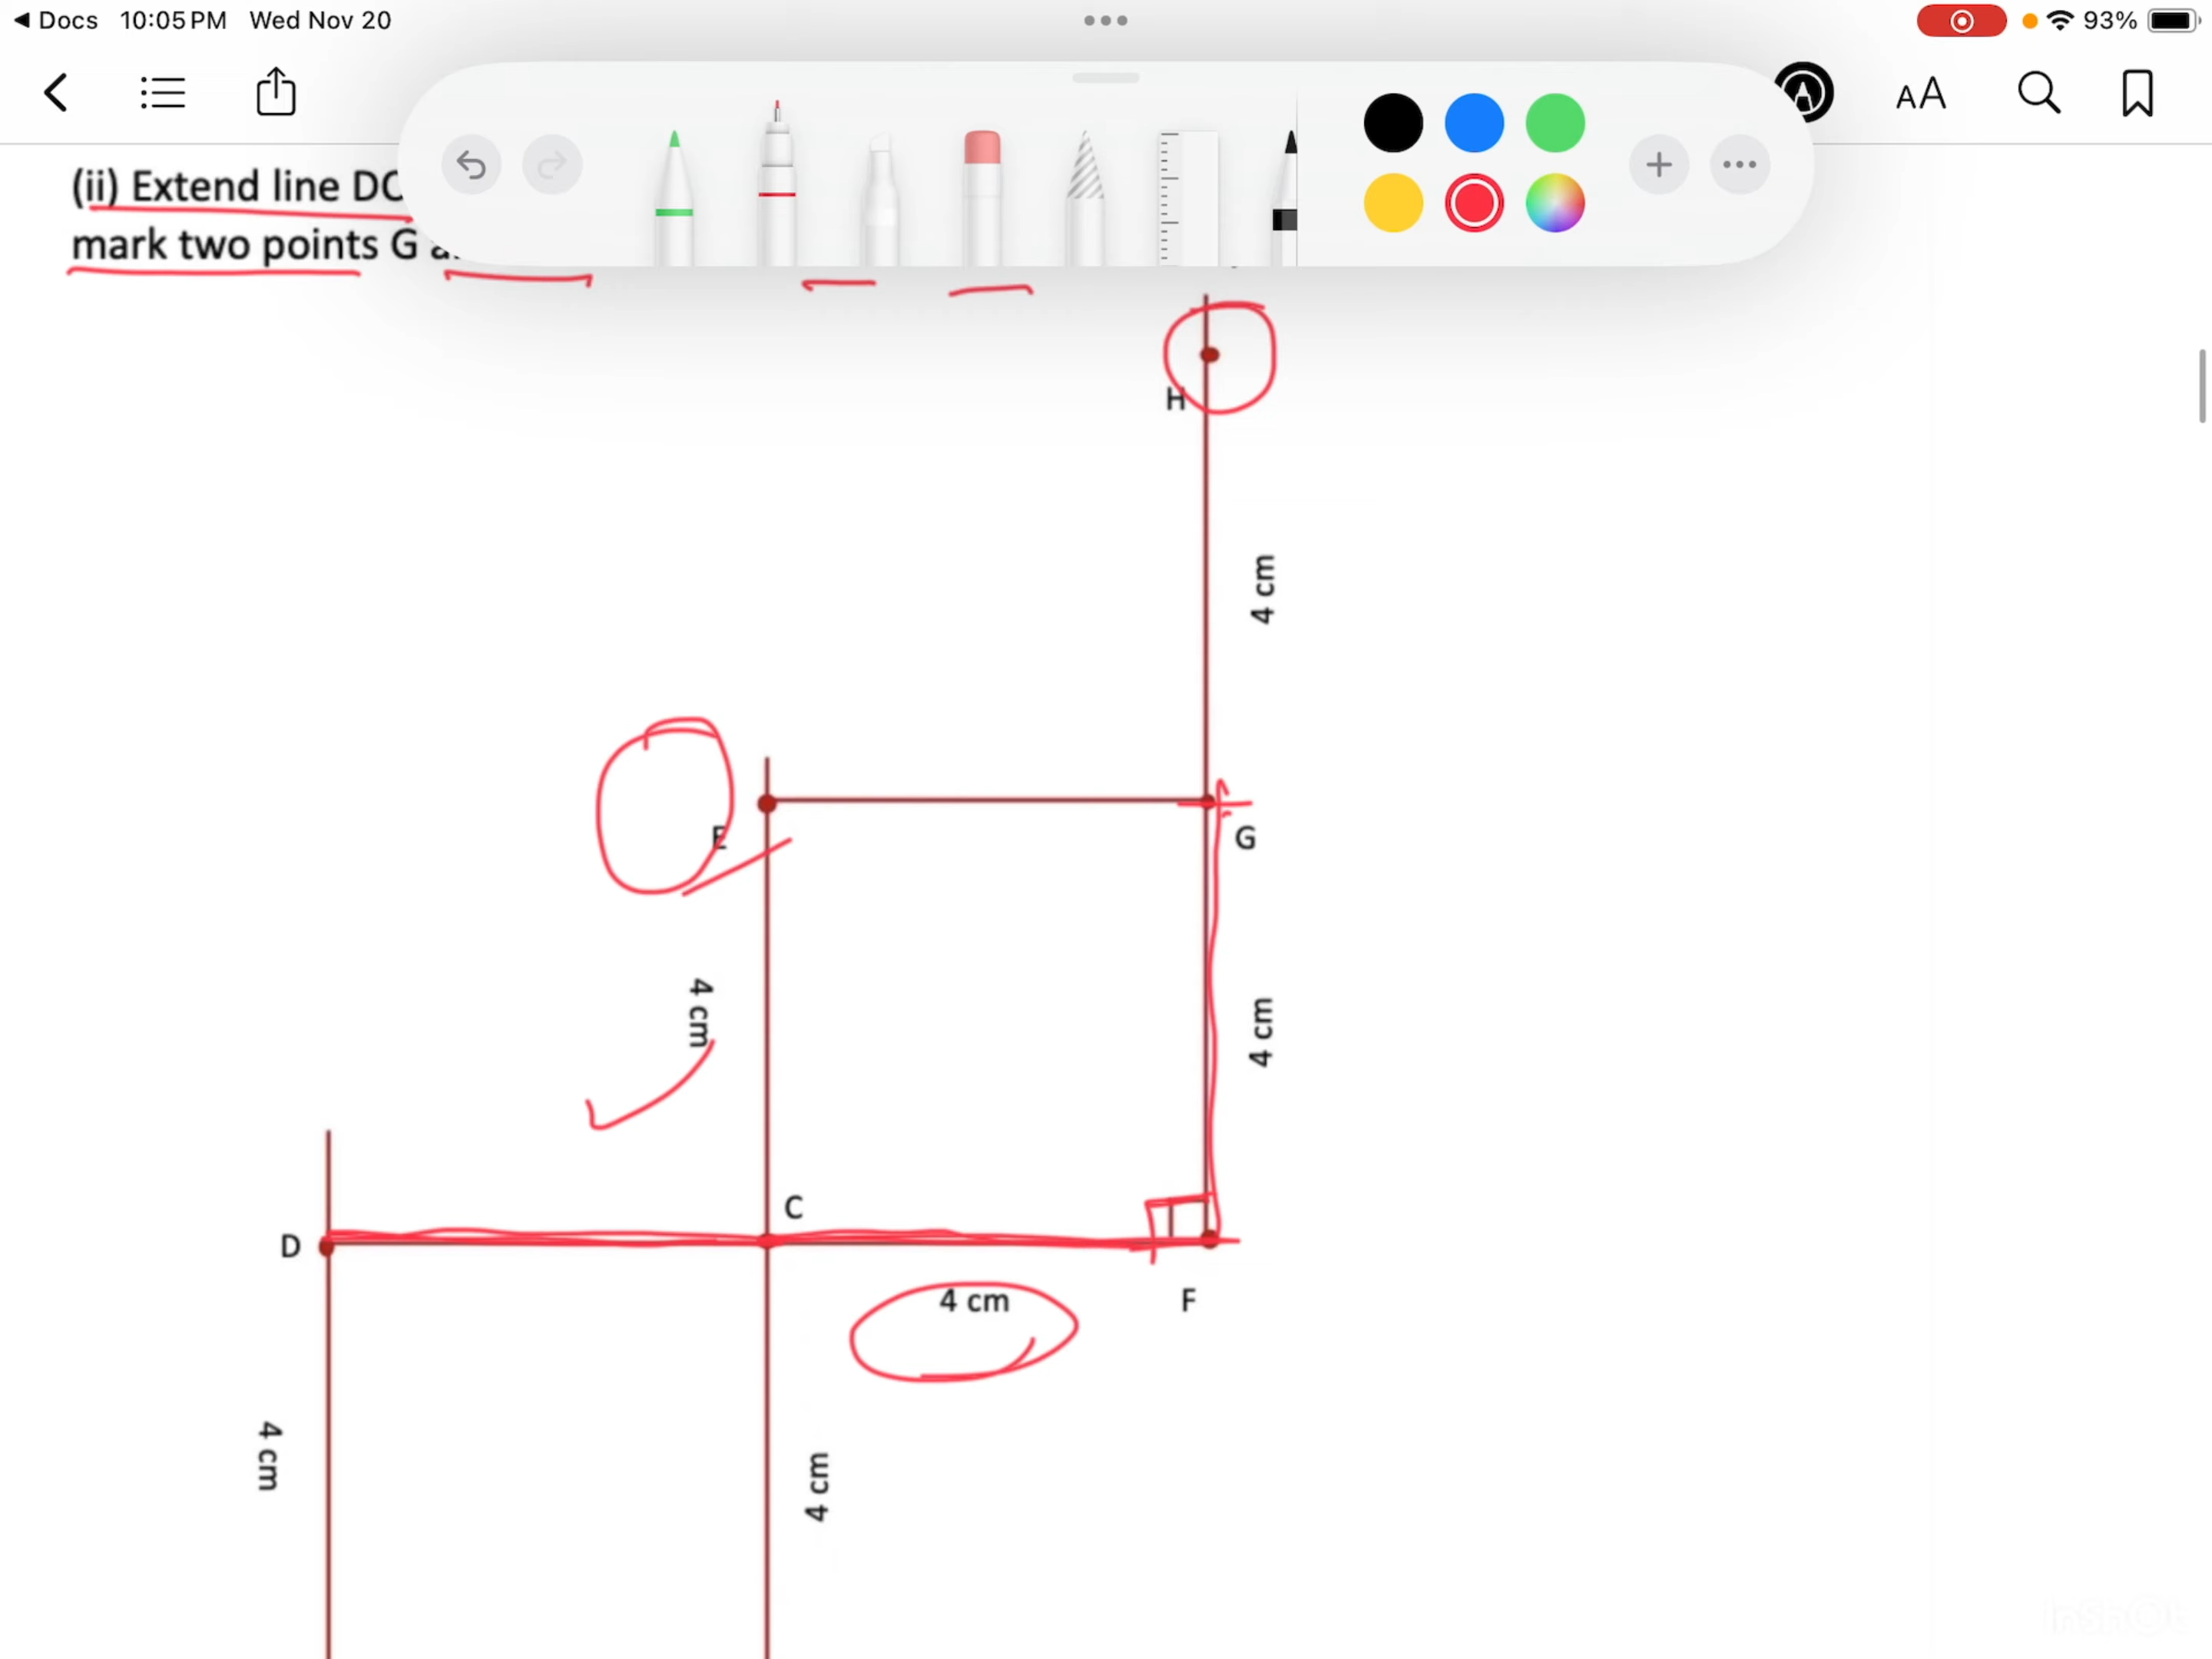 Docs 10:05 PM Wed Nov 20 93%
AA
(ii) Extend line DC
mark two points G
H
4 cm
E
G
4 cm
4 cm
C
D
4 cm
F
4 cm
4 cm